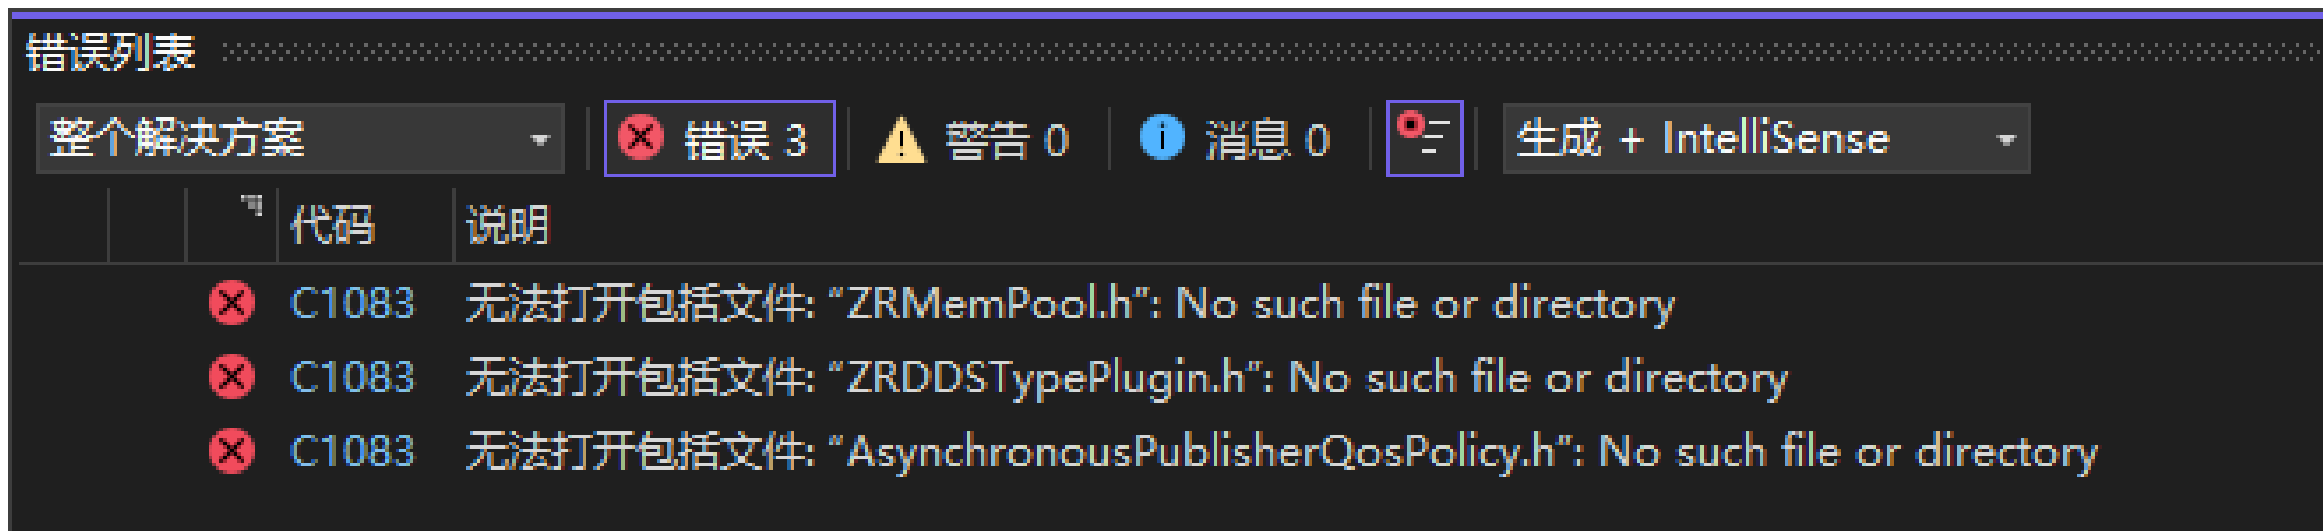 错误列表
整个解决方案 错误 3 警告 0 消息 0 生成 + IntelliSense
代码 说明
C1083 无法打开包括文件: “ZRMemPool.h”: No such file or directory
C1083 无法打开包括文件: “ZRDDSTypePlugin.h”: No such file or directory
C1083 无法打开包括文件: “AsynchronousPublisherQosPolicy.h”: No such file or directory